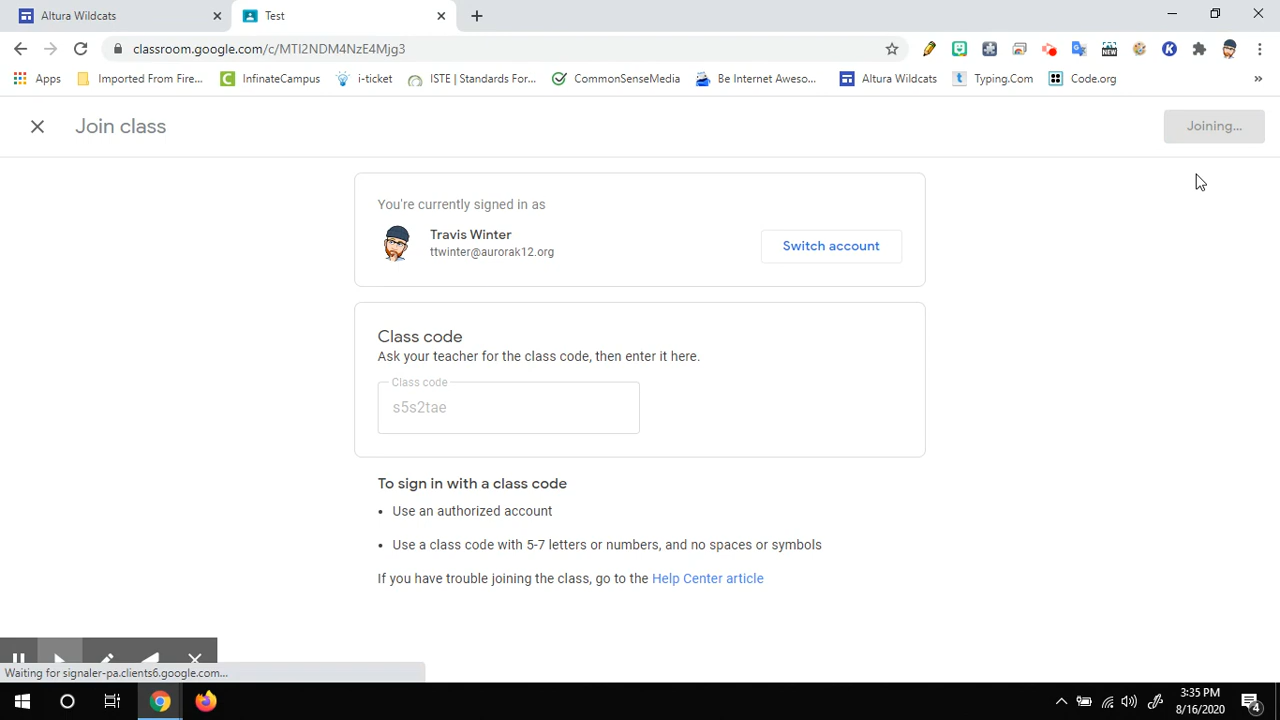 Altura Wildcats
Test
classroom.google.com/c/MTI2NDM4NzE4Mjg3
NEW
K
Apps
Imported From Fire...
InfinateCampus
i-ticket
ISTE | Standards For...
CommonSenseMedia
Be Internet Aweso...
Altura Wildcats
Typing.Com
Code.org
Join class
Joining...
You're currently signed in as
Travis Winter
ttwinter@aurorak12.org
Switch account
Class code
Ask your teacher for the class code, then enter it here.
Class code
s5s2tae
To sign in with a class code
Use an authorized account
Use a class code with 5-7 letters or numbers, and no spaces or symbols
If you have trouble joining the class, go to the Help Center article
Waiting for signaler-pa.clients6.google.com...
3:35 PM
8/16/2020
4